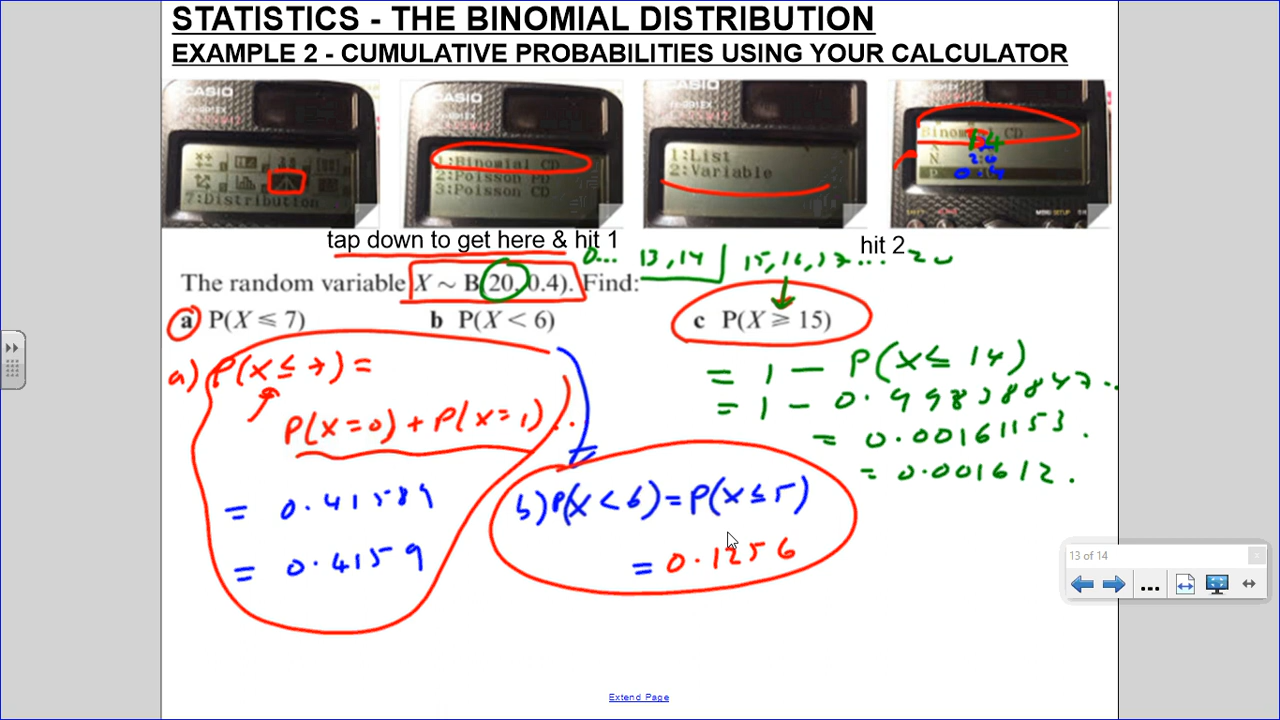 STATISTICS - THE BINOMIAL DISTRIBUTION
EXAMPLE 2 - CUMULATIVE PROBABILITIES USING YOUR CALCULATOR
CASIO
7:Distribution
CASIO
1:Binomial CD
2:Poisson PD
3:Poisson CD
1:List
2:Variable
Binomial CD
N
tap down to get here & hit 1
hit 2
0... 13, 14 15, 16, 17 ... 20
The random variable X ~ B(20, 0.4). Find:
a P(X ⩽ 7)
b P(X < 6)
c P(X ⩾ 15)
a) P(X ≤ 7) =
P(X=0) + P(X=1) ...
= 0.41589
= 0.4159
b) P(X < 6) = P(X ≤ 5)
= 0.1256
= 1 - P(X ≤ 14)
= 1 - 0.99838847...
= 0.00161153.
= 0.001612.
13 of 14
Extend Page